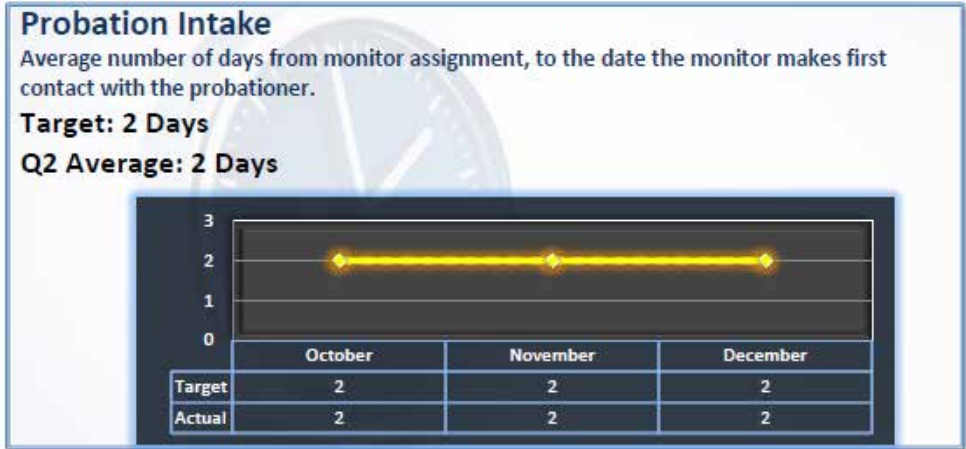 Probation Intake
Average number of days from monitor assignment, to the date the monitor makes first
contact with the probationer.
Target: 2 Days
Q2 Average: 2 Days
3
2
1
0
October November December
Target 2 2 2
Actual 2 2 2